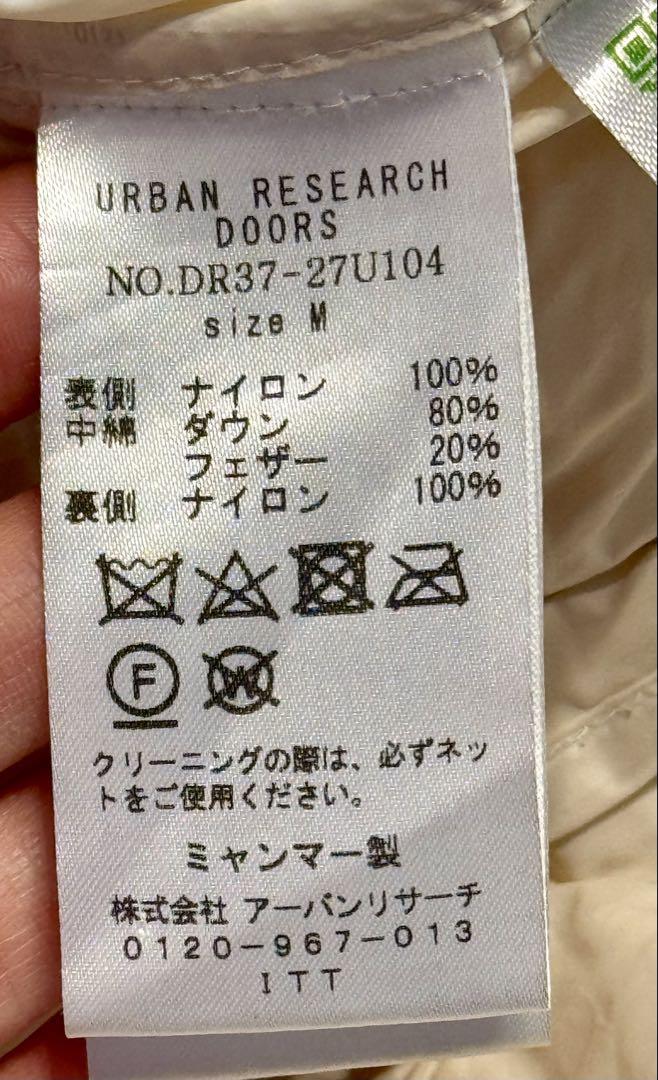 URBAN RESEARCH
DOORS
NO.DR37-27U104
size M
表側 ナイロン 100%
中綿 ダウン 80%
フェザー 20%
裏側 ナイロン 100%
F W
クリーニングの際は、必ずネッ
トをご使用ください。
ミャンマー製
株式会社 アーバンリサーチ
0120-967-013
ITT